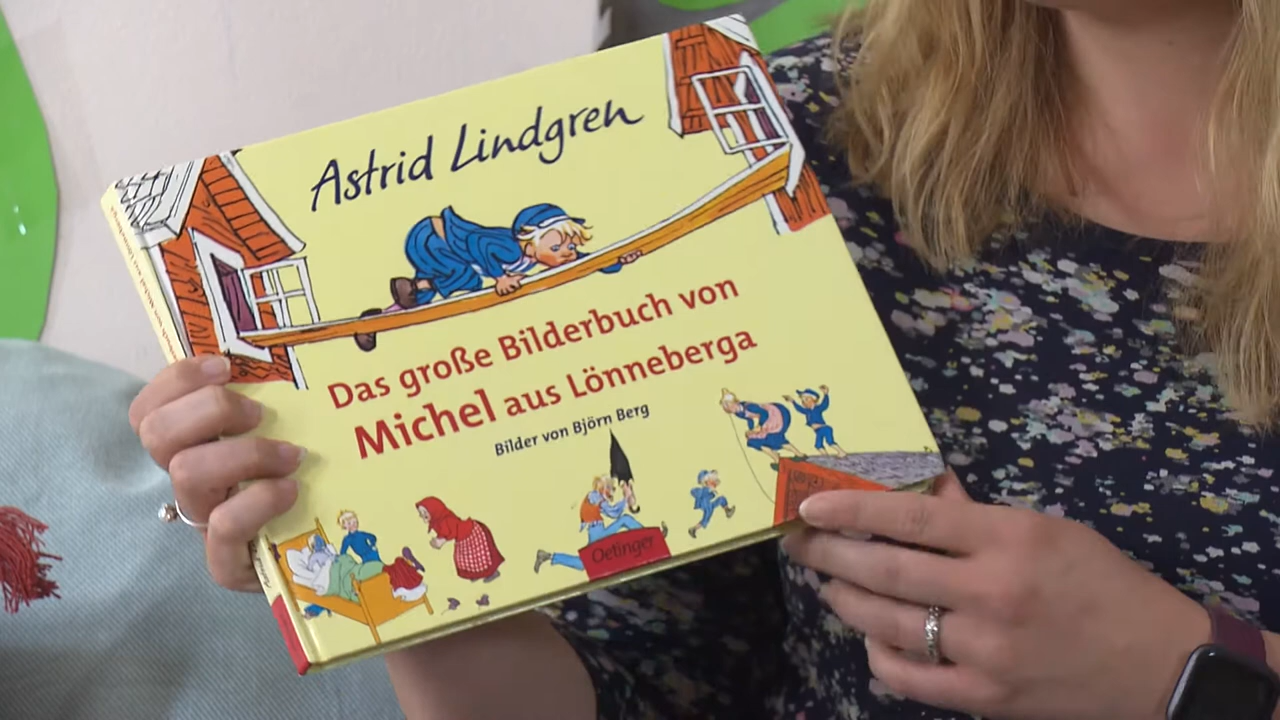 Astrid Lindgren
Das große Bilderbuch von
Michel aus Lönneberga
Bilder von Björn Berg
Oetinger